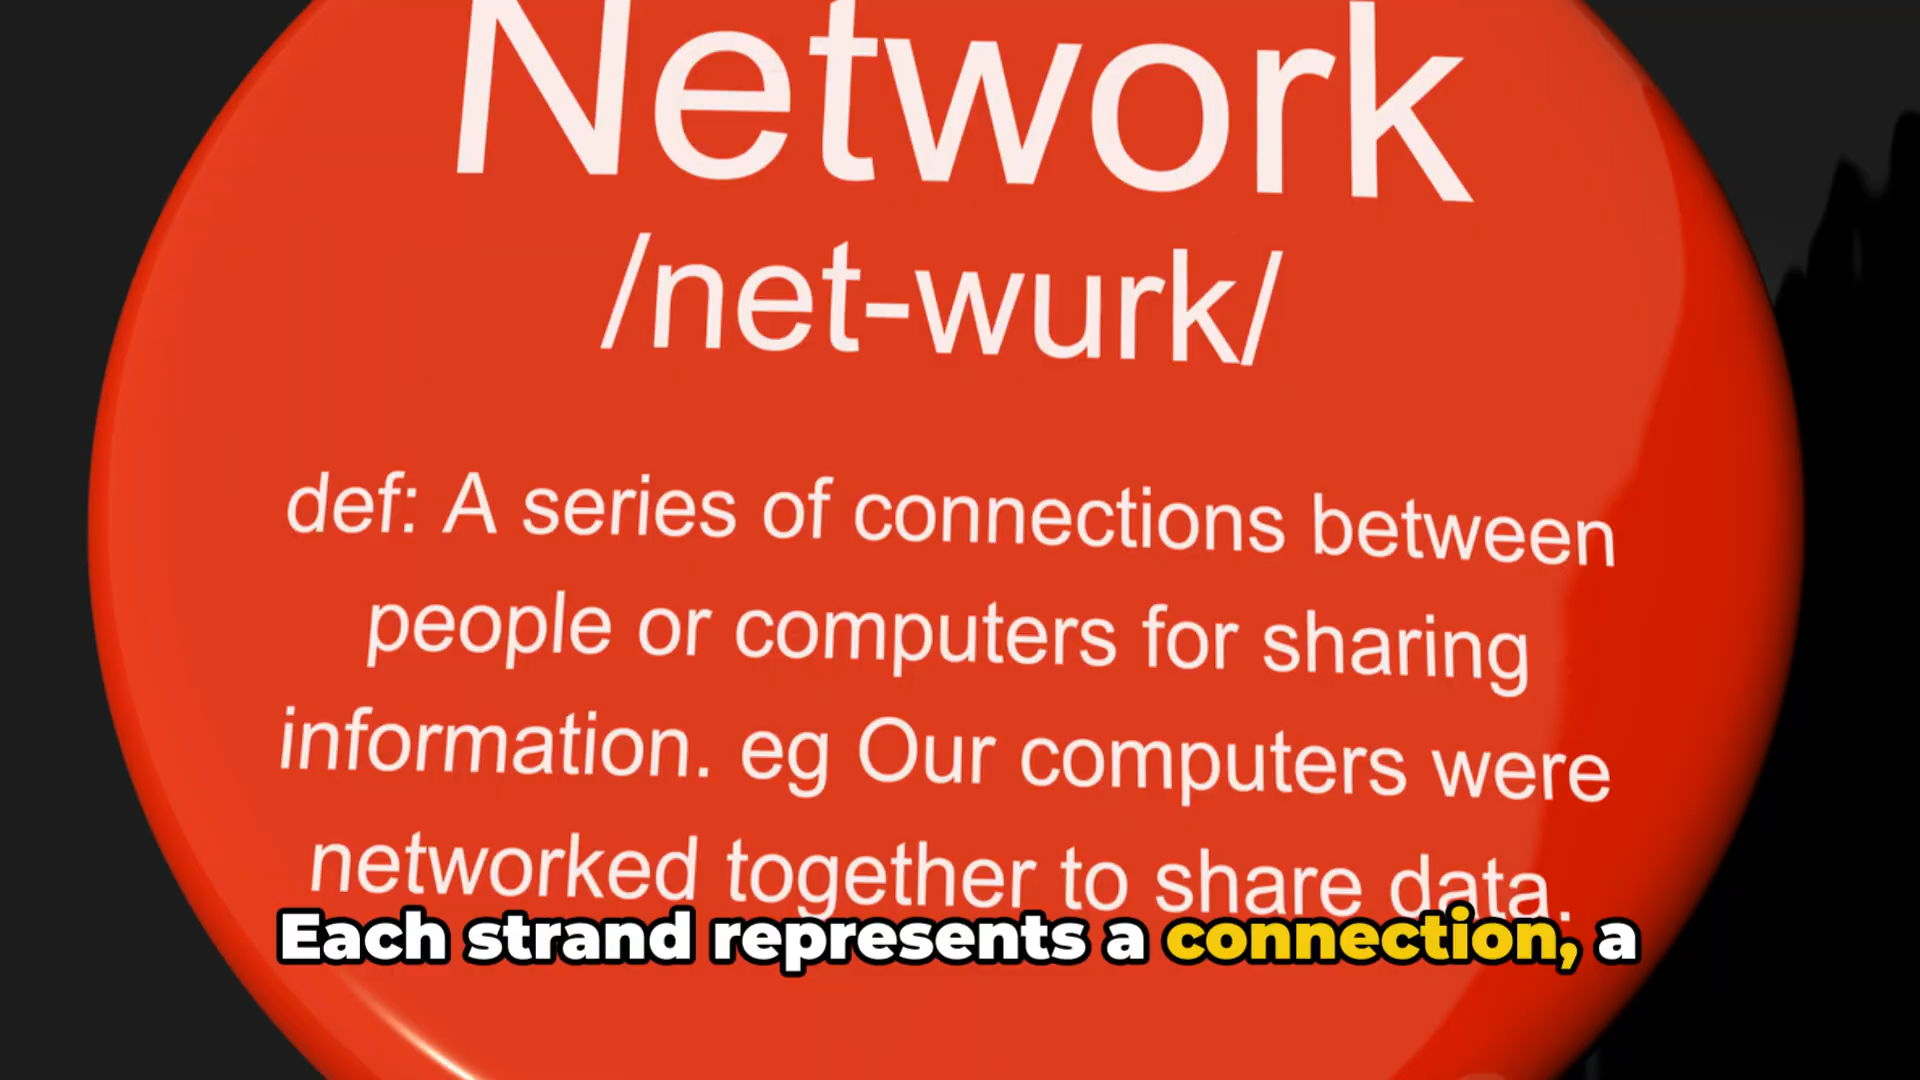 Network
/net-wurk/
def: A series of connections between
people or computers for sharing
information. eg Our computers were
networked together to share data.
Each strand represents a connection, a